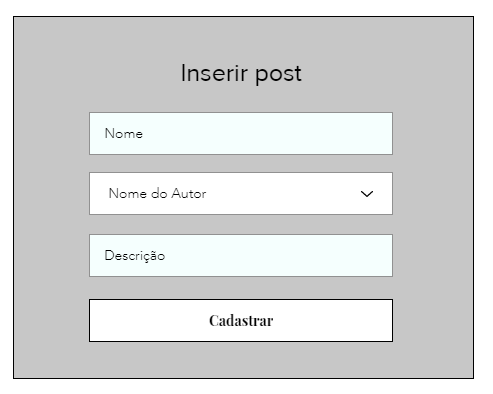 Inserir post
Nome
Nome do Autor
Descrição
Cadastrar